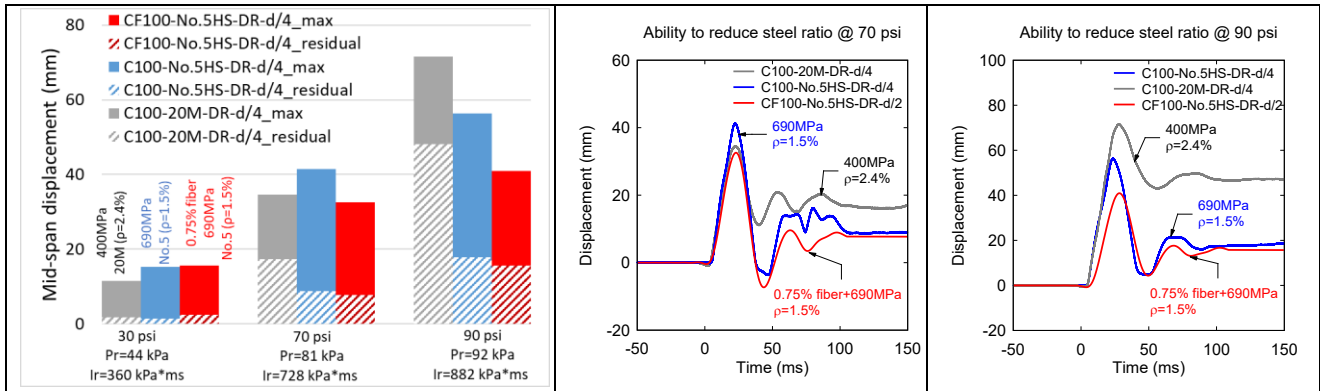 80
60
40
20
0
Mid-span displacement (mm)
CF100-No.5HS-DR-d/4_max
CF100-No.5HS-DR-d/4_residual
C100-No.5HS-DR-d/4_max
C100-No.5HS-DR-d/4_residual
C100-20M-DR-d/4_max
C100-20M-DR-d/4_residual
400MPa
20M (ρ=2.4%)
690MPa
No.5 (ρ=1.5%)
0.75% fiber
690MPa
No.5 (ρ=1.5%)
30 psi
Pr=44 kPa
Ir=360 kPa*ms
70 psi
Pr=81 kPa
Ir=728 kPa*ms
90 psi
Pr=92 kPa
Ir=882 kPa*ms
Ability to reduce steel ratio @ 70 psi
60
40
20
0
-20
Displacement (mm)
C100-20M-DR-d/4
C100-No.5HS-DR-d/4
CF100-No.5HS-DR-d/2
690MPa
ρ=1.5%
400MPa
ρ=2.4%
0.75% fiber+690MPa
ρ=1.5%
-50 0 50 100 150
Time (ms)
Ability to reduce steel ratio @ 90 psi
100
80
60
40
20
0
-20
Displacement (mm)
C100-No.5HS-DR-d/4
C100-20M-DR-d/4
CF100-No.5HS-DR-d/2
400MPa
ρ=2.4%
690MPa
ρ=1.5%
0.75% fiber+690MPa
ρ=1.5%
-50 0 50 100 150
Time (ms)